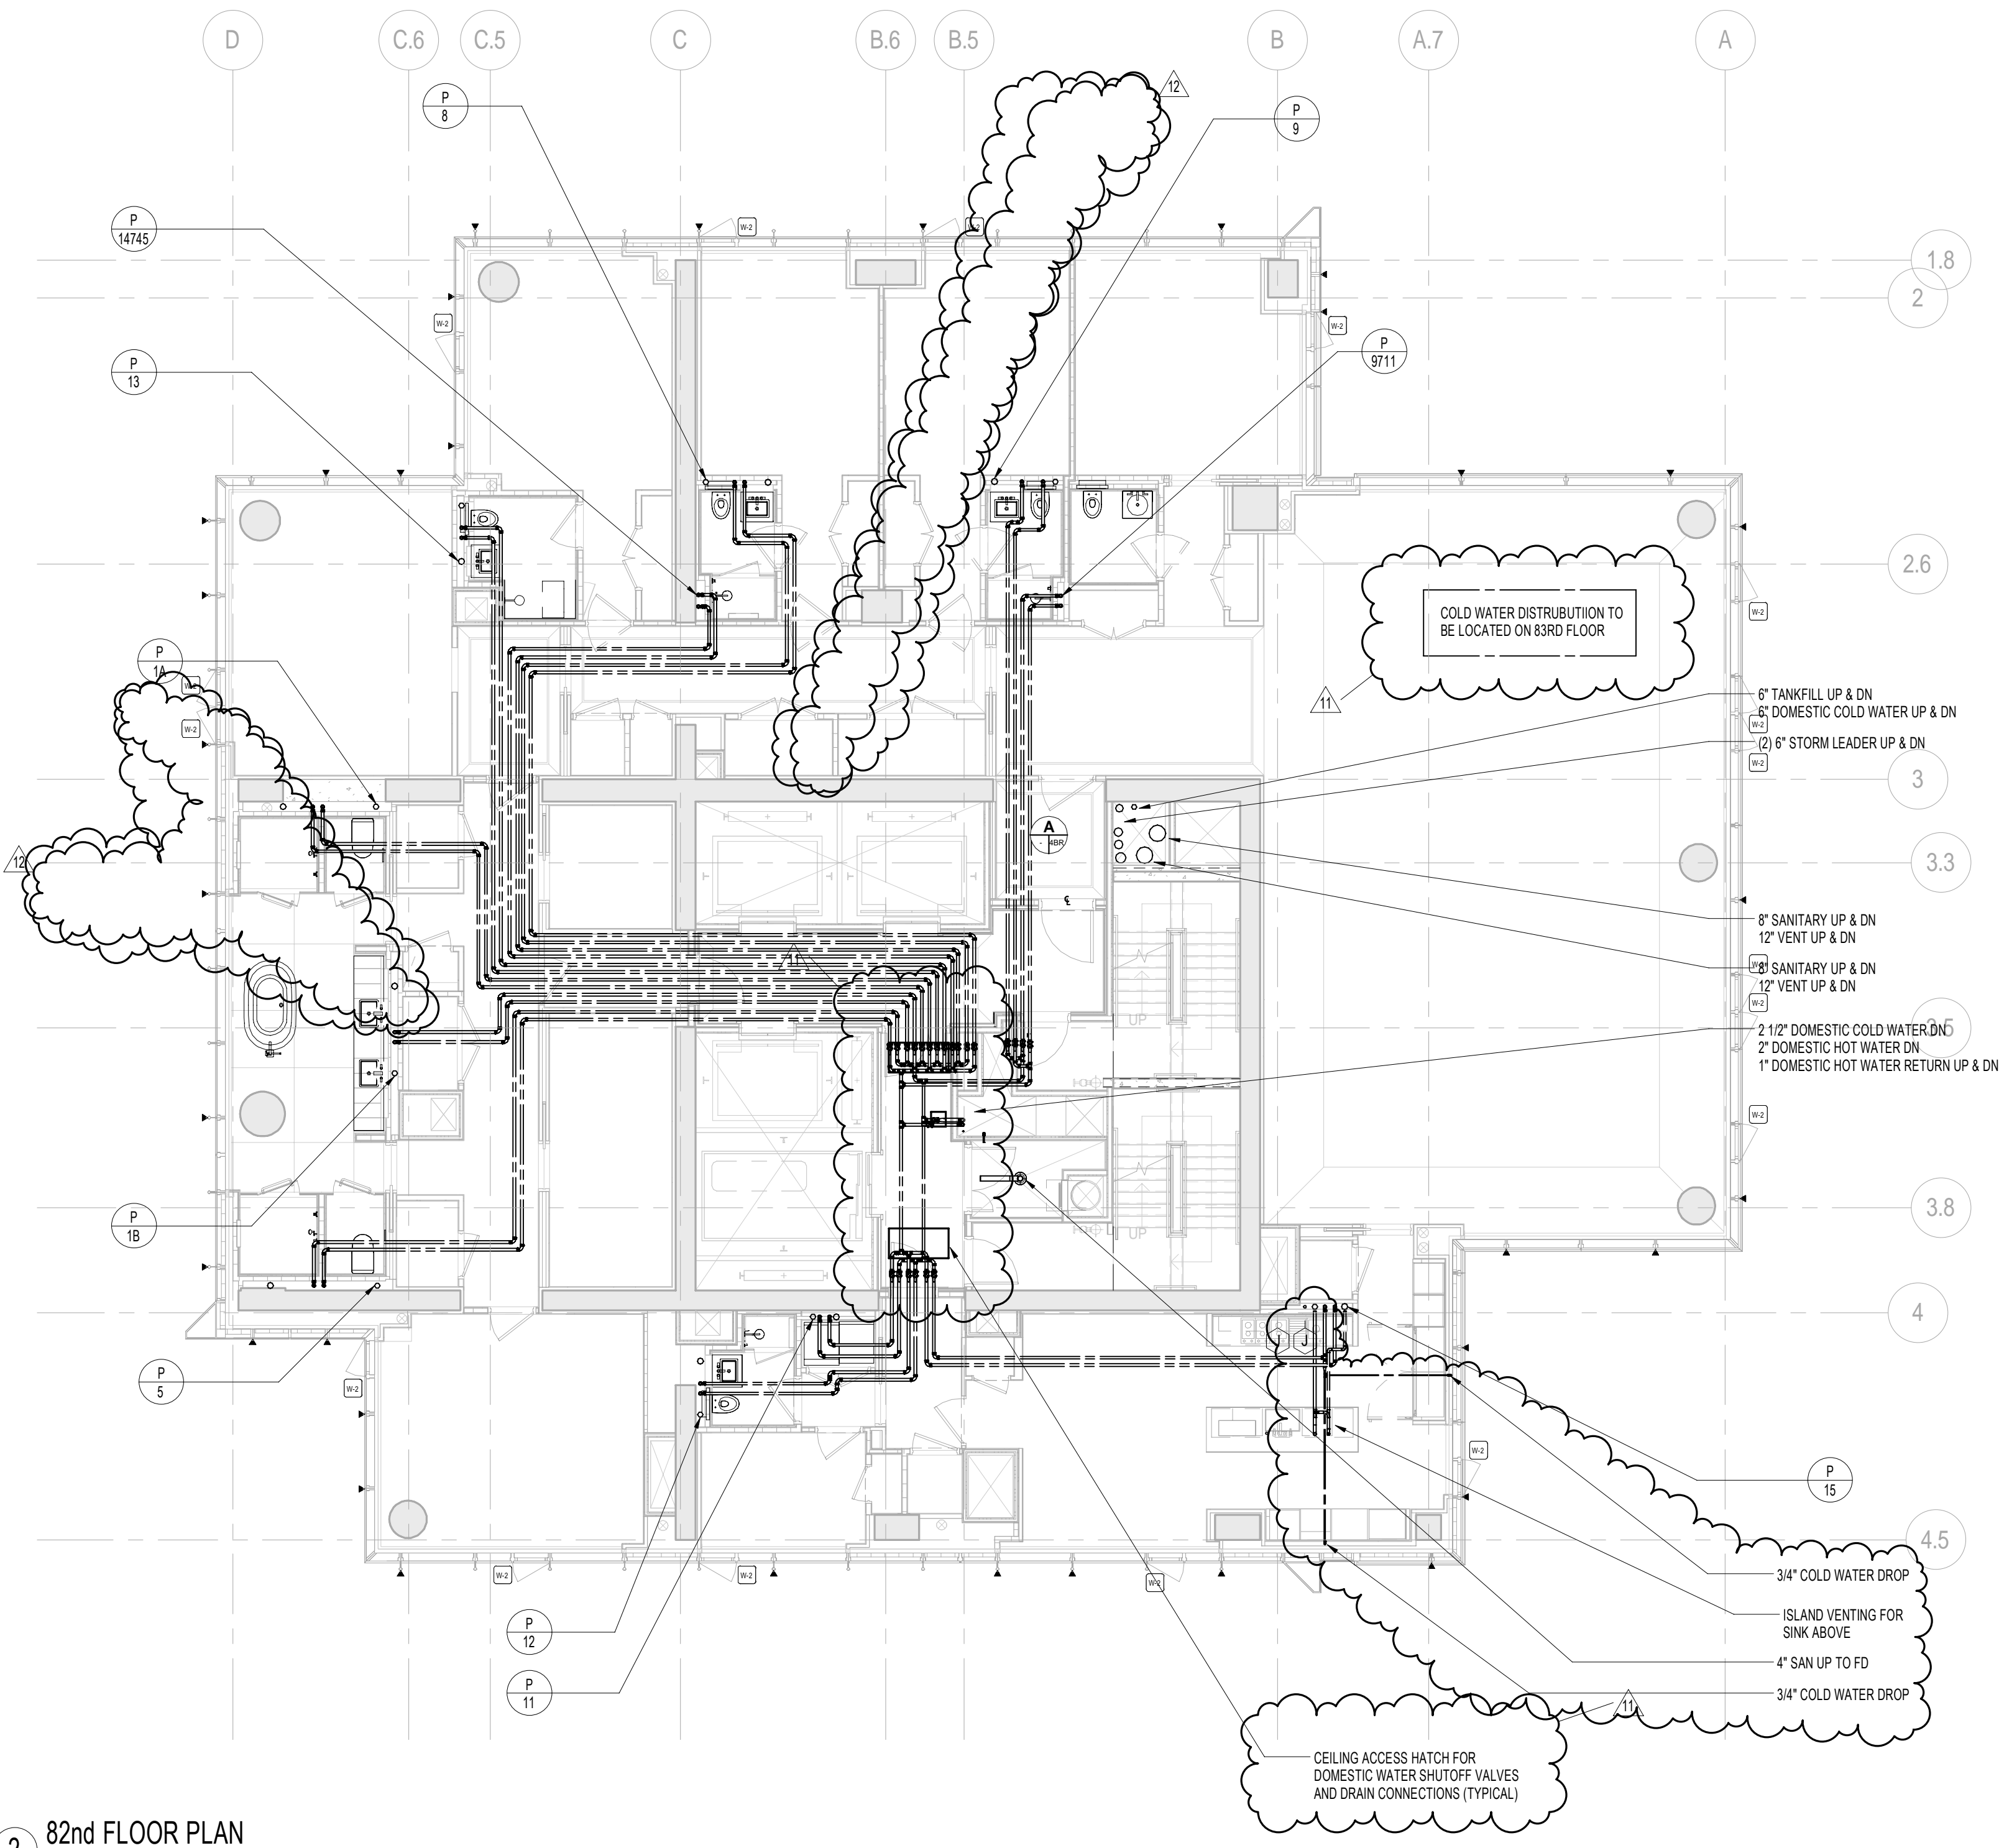 D
C.6
C.5
C
B.6
B.5
B
A.7
A
P
8
12
P
9
P
14745
W-2
W-2
1.8
2
W-2
W-2
P
13
P
9711
2.6
COLD WATER DISTRUBUTIION TO
BE LOCATED ON 83RD FLOOR
W-2
P
1A
W-2
11
6" TANKFILL UP & DN
6" DOMESTIC COLD WATER UP & DN
W-2
W-2
(2) 6" STORM LEADER UP & DN
W-2
3
A
-
4BR
12
3.3
8" SANITARY UP & DN
12" VENT UP & DN
11
W-2
8" SANITARY UP & DN
12" VENT UP & DN
W-2
UP
3.5
2 1/2" DOMESTIC COLD WATER DN
2" DOMESTIC HOT WATER DN
1" DOMESTIC HOT WATER RETURN UP & DN
W-2
P
1B
3.8
UP
4
J
J
P
5
W-2
W-2
P
15
4.5
W-2
W-2
W-2
3/4" COLD WATER DROP
P
12
ISLAND VENTING FOR
SINK ABOVE
4" SAN UP TO FD
P
11
3/4" COLD WATER DROP
11
CEILING ACCESS HATCH FOR
DOMESTIC WATER SHUTOFF VALVES
AND DRAIN CONNECTIONS (TYPICAL)
82nd FLOOR PLAN